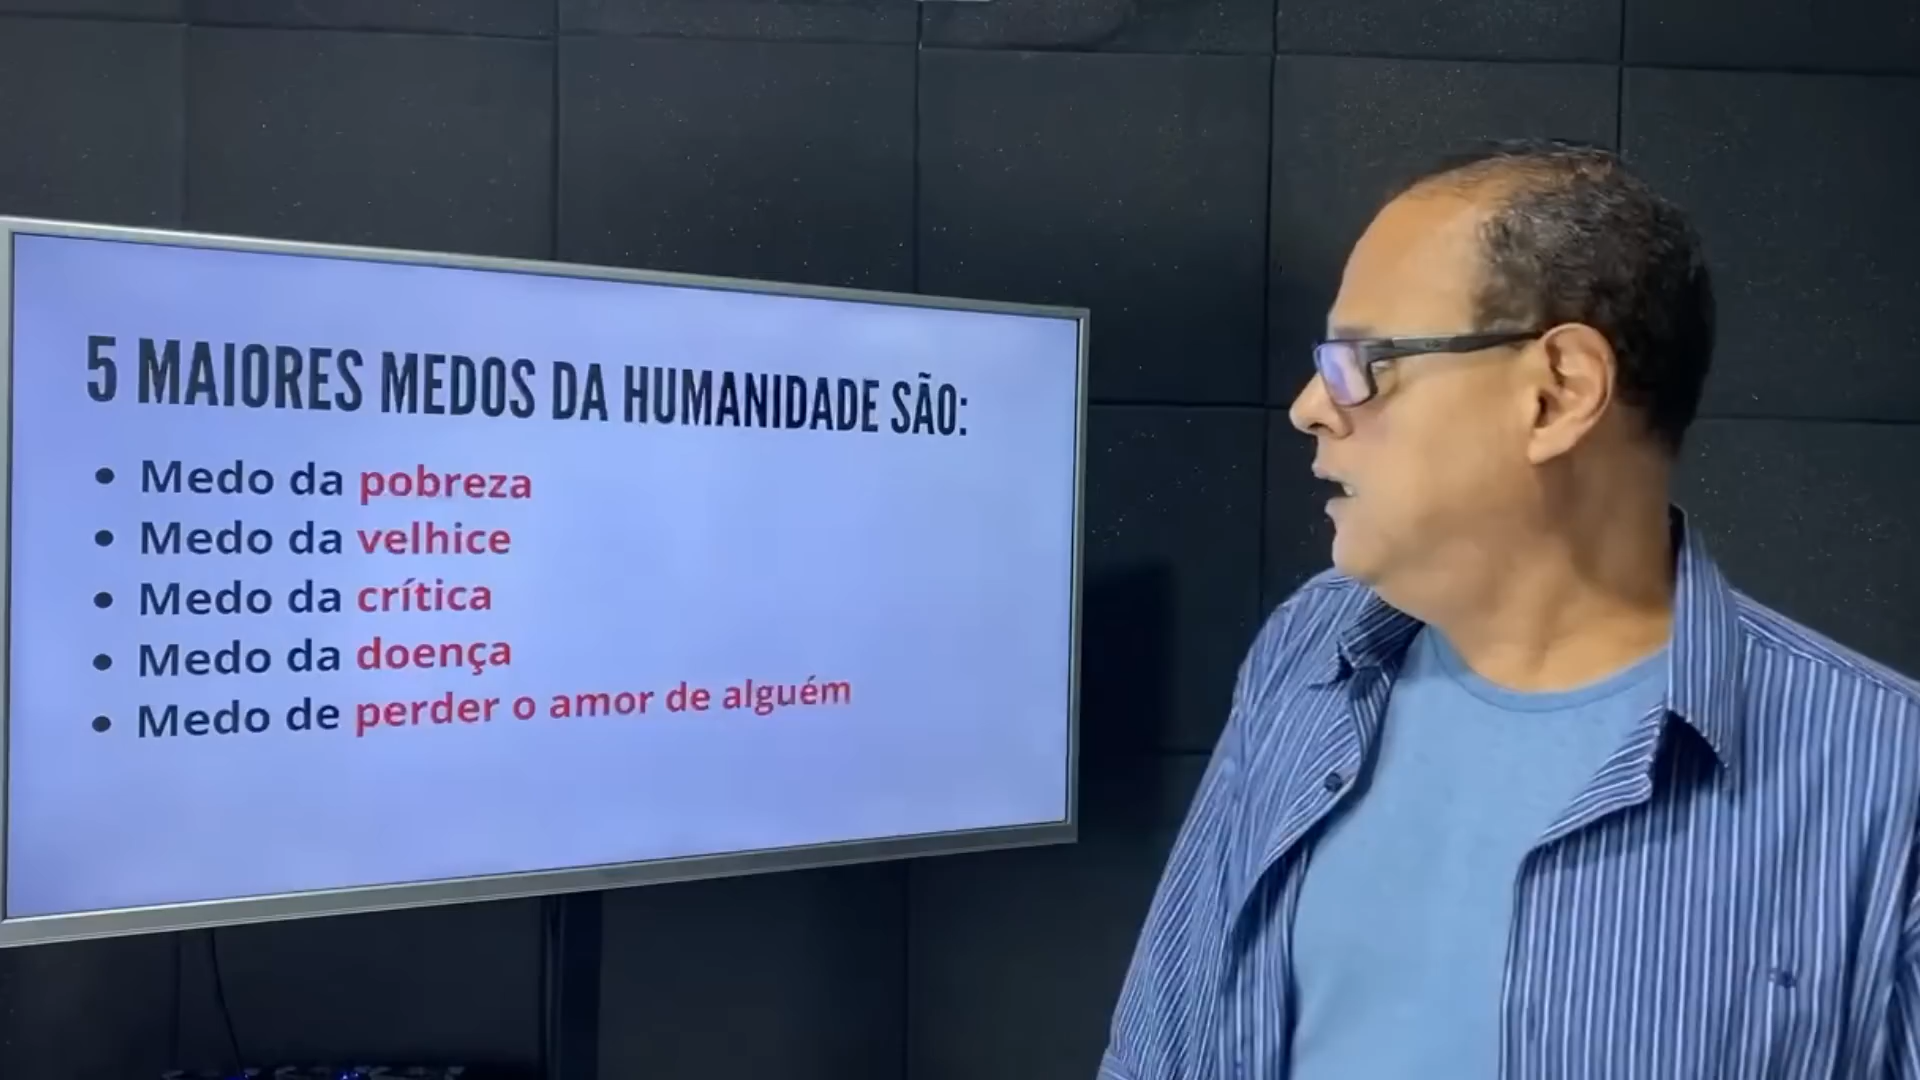 5 MAIORES MEDOS DA HUMANIDADE SÃO:
• Medo da pobreza
• Medo da velhice
• Medo da crítica
• Medo da doença
• Medo de perder o amor de alguém